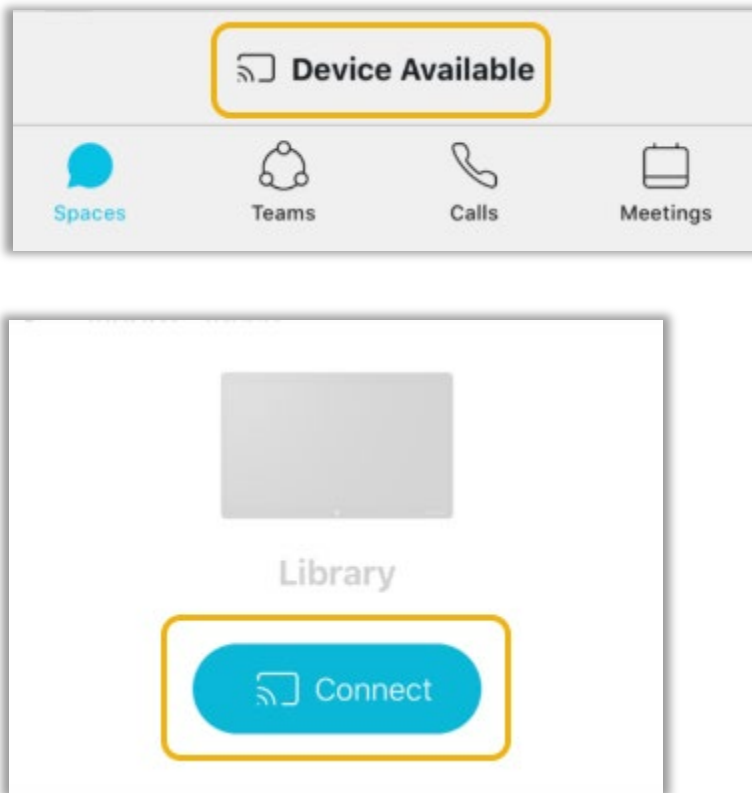 Device Available
Spaces
Teams
Calls
Meetings
Library
Connect